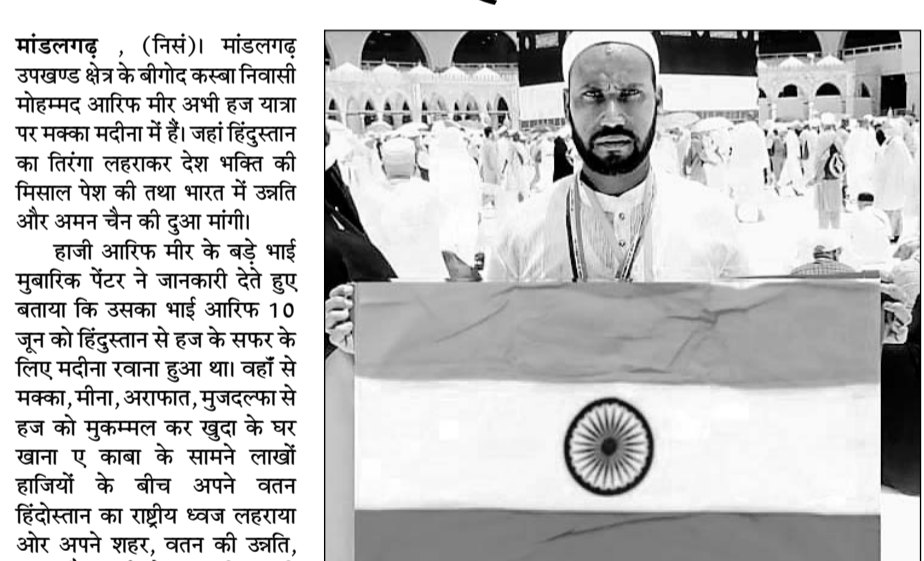 मांडलगढ़ , (निसं)। मांडलगढ़
उपखण्ड क्षेत्र के बीगोद कस्बा निवासी
मोहम्मद आरिफ मीर अभी हज यात्रा
पर मक्का मदीना में हैं। जहां हिंदुस्तान
का तिरंगा लहराकर देश भक्ति की
मिसाल पेश की तथा भारत में उन्नति
और अमन चैन की दुआ मांगी।
हाजी आरिफ मीर के बड़े भाई
मुबारिक पेंटर ने जानकारी देते हुए
बताया कि उसका भाई आरिफ 10
जून को हिंदुस्तान से हज के सफर के
लिए मदीना रवाना हुआ था। वहाँ से
मक्का, मीना, अराफात, मुजदल्फा से
हज को मुकम्मल कर खुदा के घर
खाना ए काबा के सामने लाखों
हाजियों के बीच अपने वतन
हिंदोस्तान का राष्ट्रीय ध्वज लहराया
ओर अपने शहर, वतन की उन्नति,